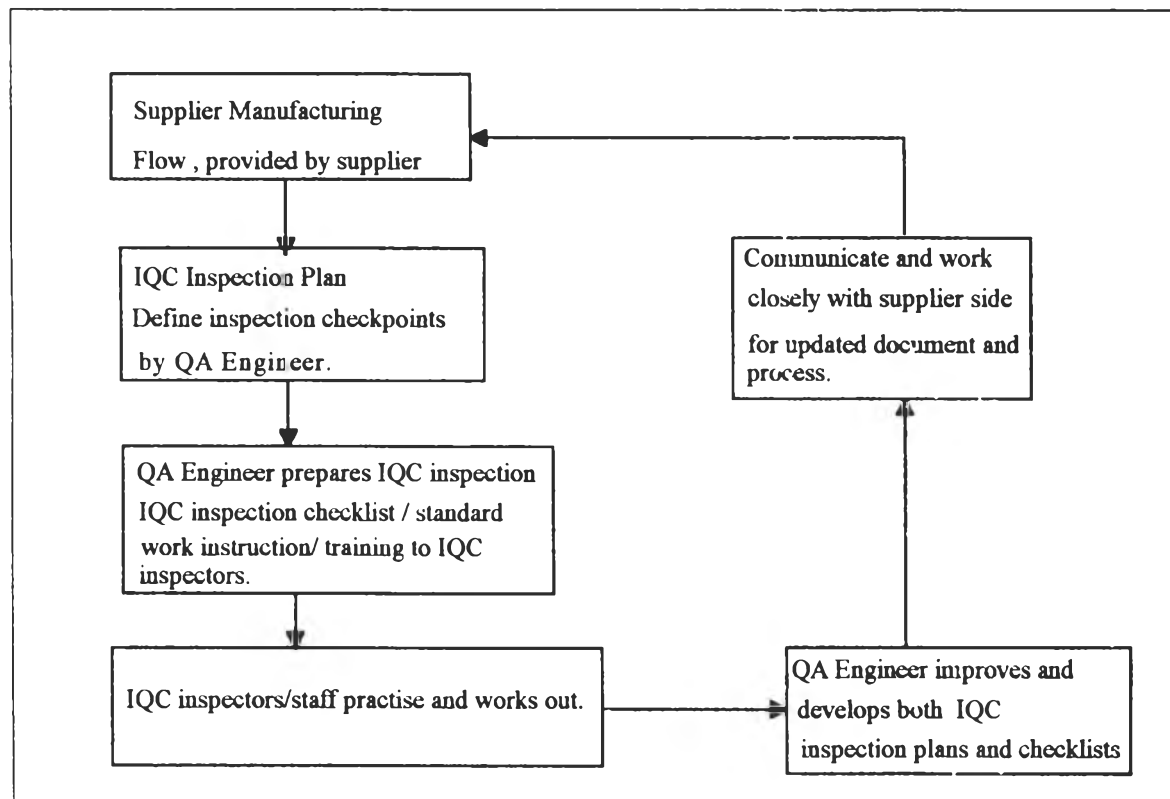 Supplier Manufacturing
Flow , provided by supplier
IQC Inspection Plan
Define inspection checkpoints
by QA Engineer.
QA Engineer prepares IQC inspection
IQC inspection checklist / standard
work instruction/ training to IQC
inspectors.
IQC inspectors/staff practise and works out.
QA Engineer improves and
develops both IQC
inspection plans and checklists
Communicate and work
closely with supplier side
for updated document and
process.